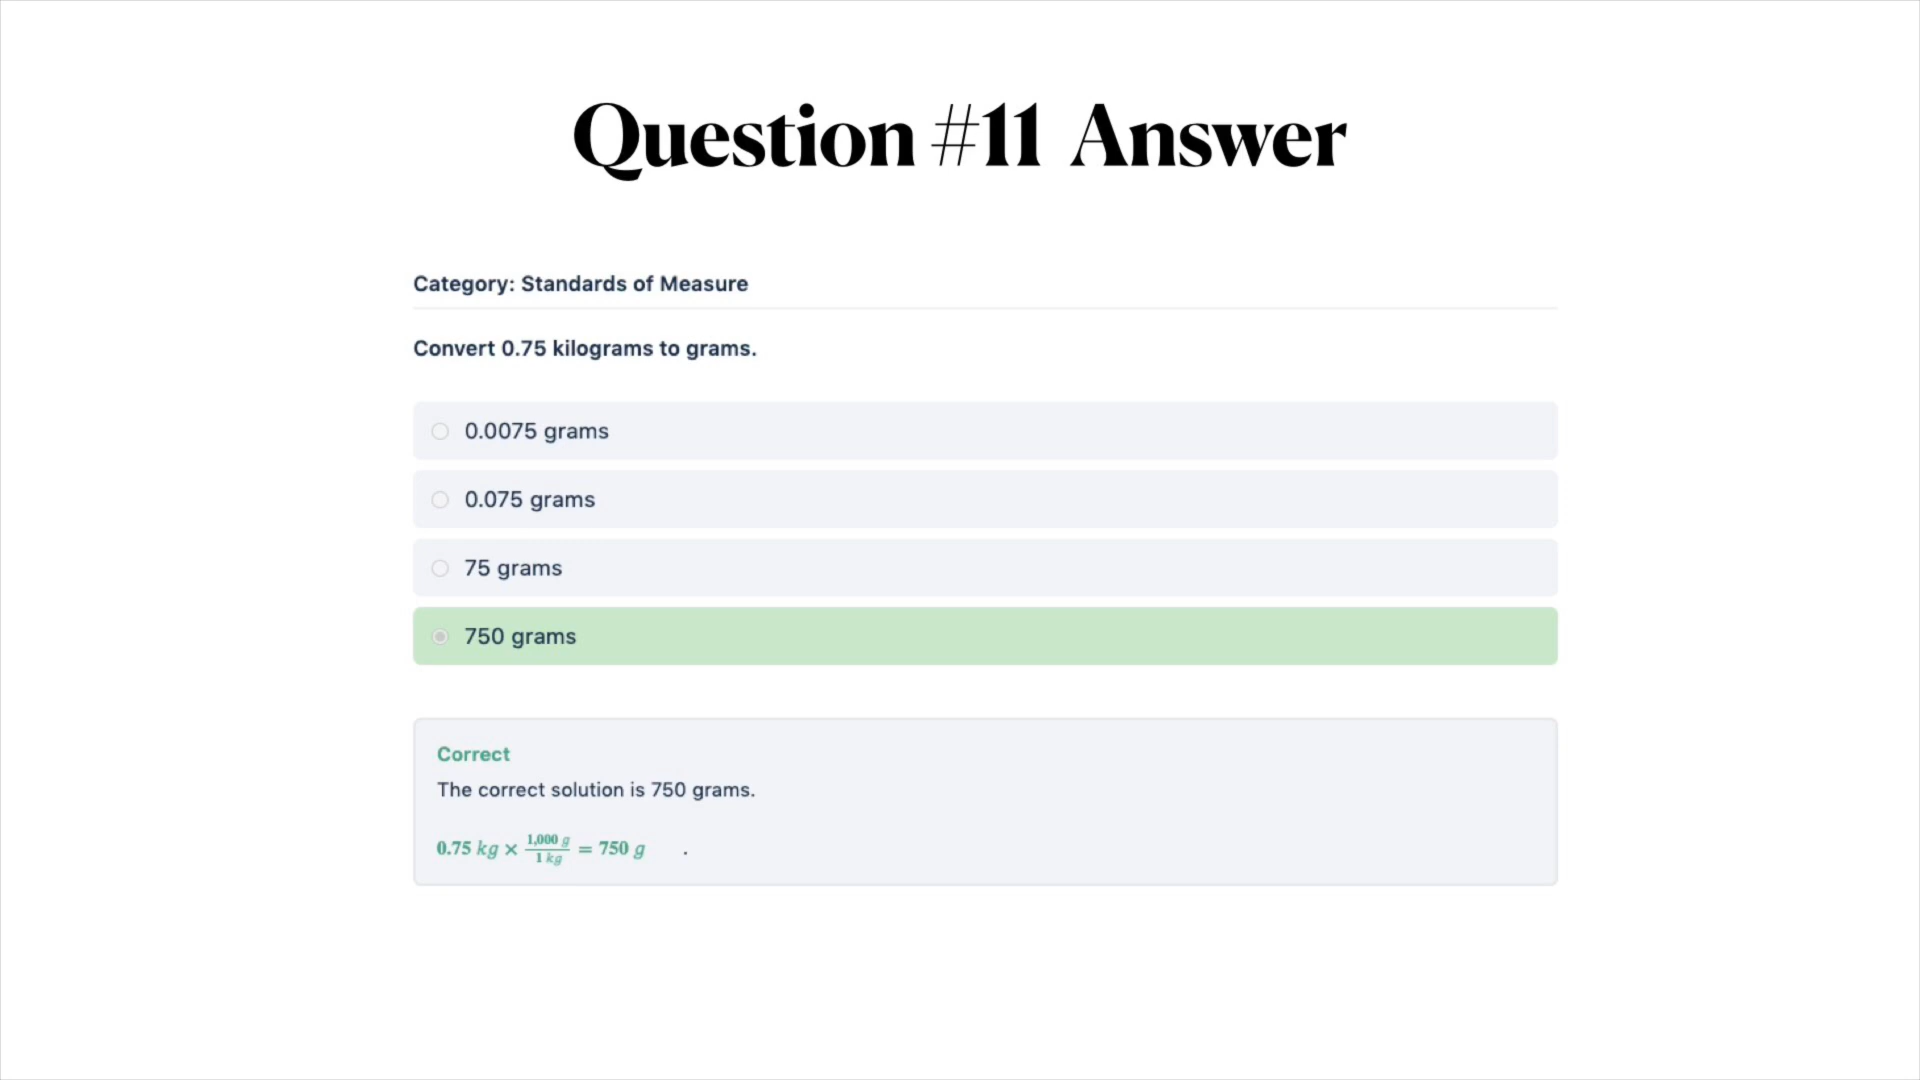 Question #11 Answer
Category: Standards of Measure
Convert 0.75 kilograms to grams.
0.0075 grams
0.075 grams
75 grams
750 grams
Correct
The correct solution is 750 grams.
0.75 kg × 1,000 g / 1 kg = 750 g .